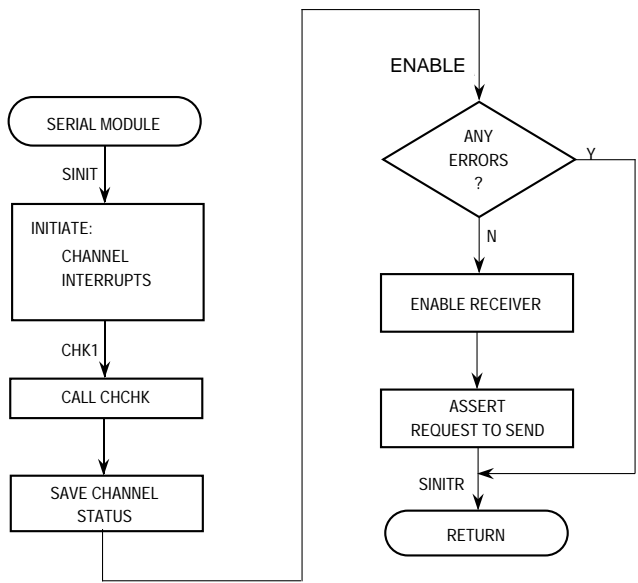 SERIAL MODULE
SINIT
INITIATE:
CHANNEL
INTERRUPTS
CHK1
CALL CHCHK
SAVE CHANNEL
STATUS
ENABLE
ANY
ERRORS
?
Y
N
ENABLE RECEIVER
ASSERT
REQUEST TO SEND
SINITR
RETURN